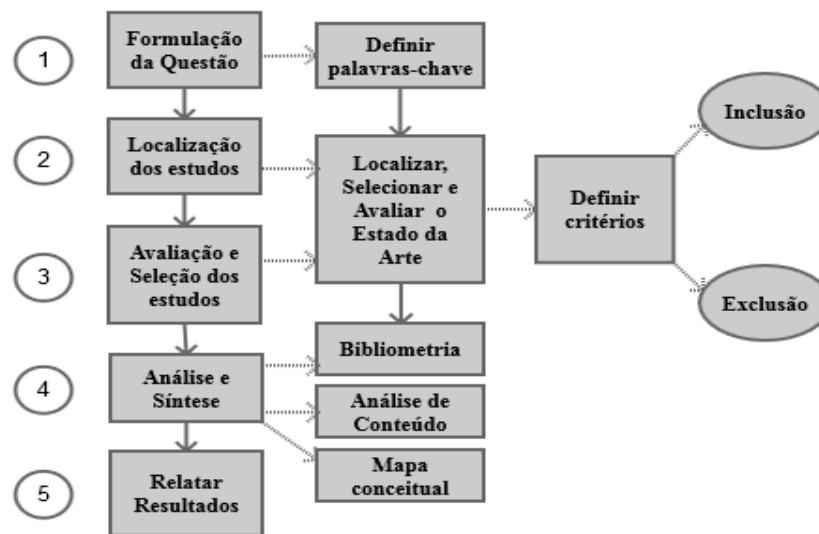 1
Formulação
da Questão
Definir
palavras-chave
2
Localização
dos estudos
Localizar,
Selecionar e
Avaliar o
Estado da
Arte
Definir
critérios
Inclusão
Exclusão
3
Avaliação e
Seleção dos
estudos
4
Análise e
Síntese
Bibliometria
Análise de
Conteúdo
Mapa
conceitual
5
Relatar
Resultados